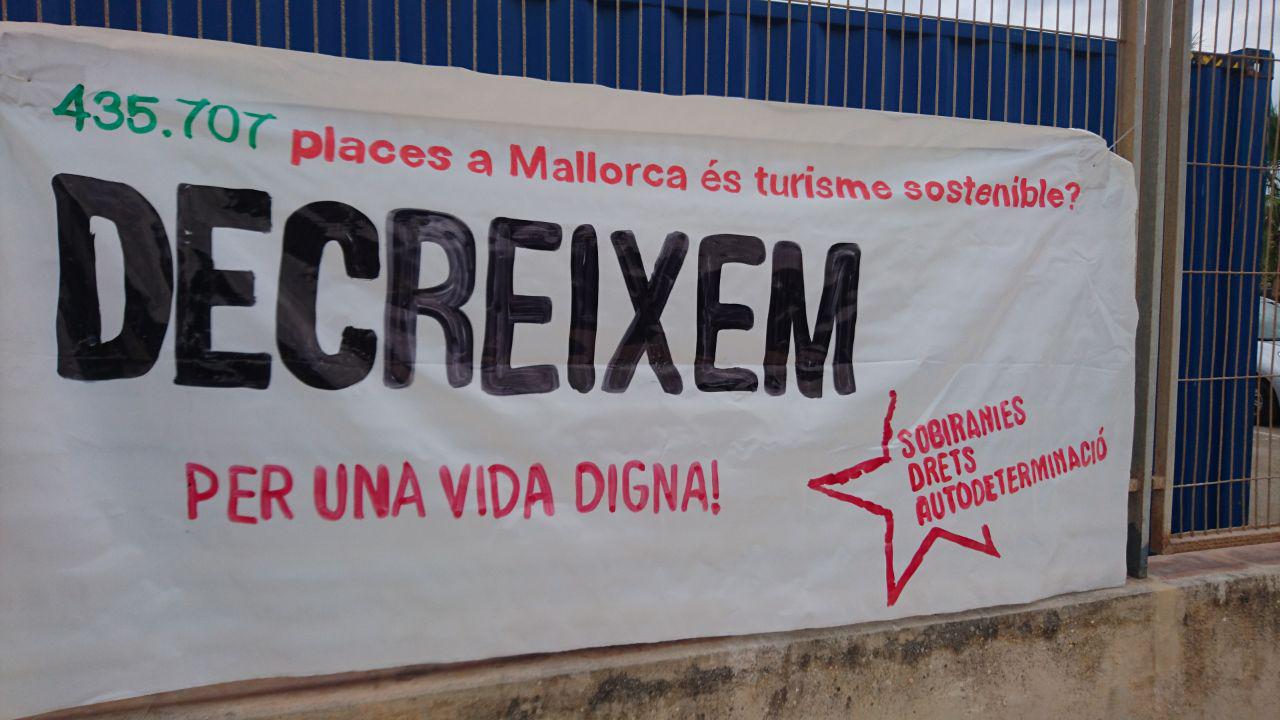 435.707 places a Mallorca és turisme sostenible?
DECREIXEM
PER UNA VIDA DIGNA!
SOBIRANIES
DRETS
AUTODETERMINACIÓ